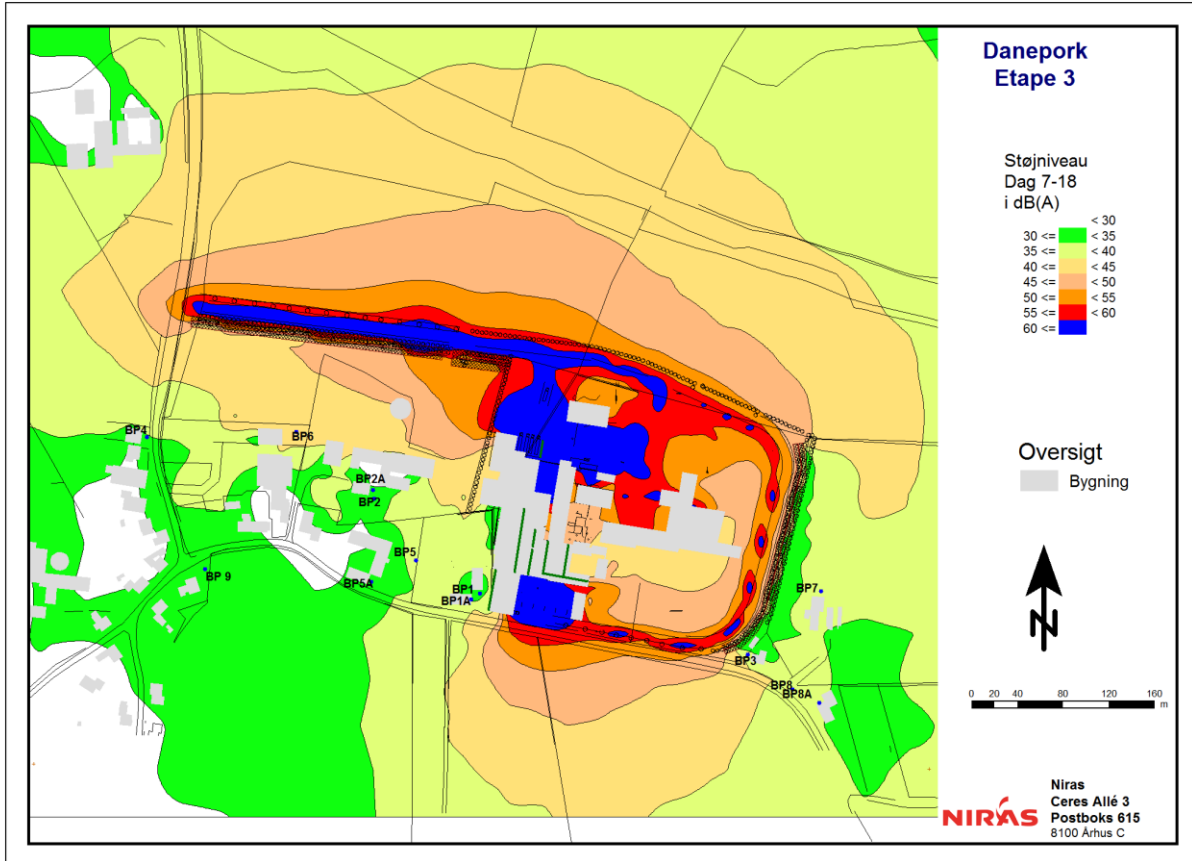 Danepork
Etape 3
Støjniveau
Dag 7-18
i dB(A)
< 30
30 <= < 35
35 <= < 40
40 <= < 45
45 <= < 50
50 <= < 55
55 <= < 60
60 <=
Oversigt
Bygning
N
0 20 40 80 120 160
m
NIRAS
Niras
Ceres Allé 3
Postboks 615
8100 Århus C
BP4
BP6
BP2A
BP2
BP5
BP 9
BP5A
BP1
BP1A
BP7
BP3
BP8
BP8A